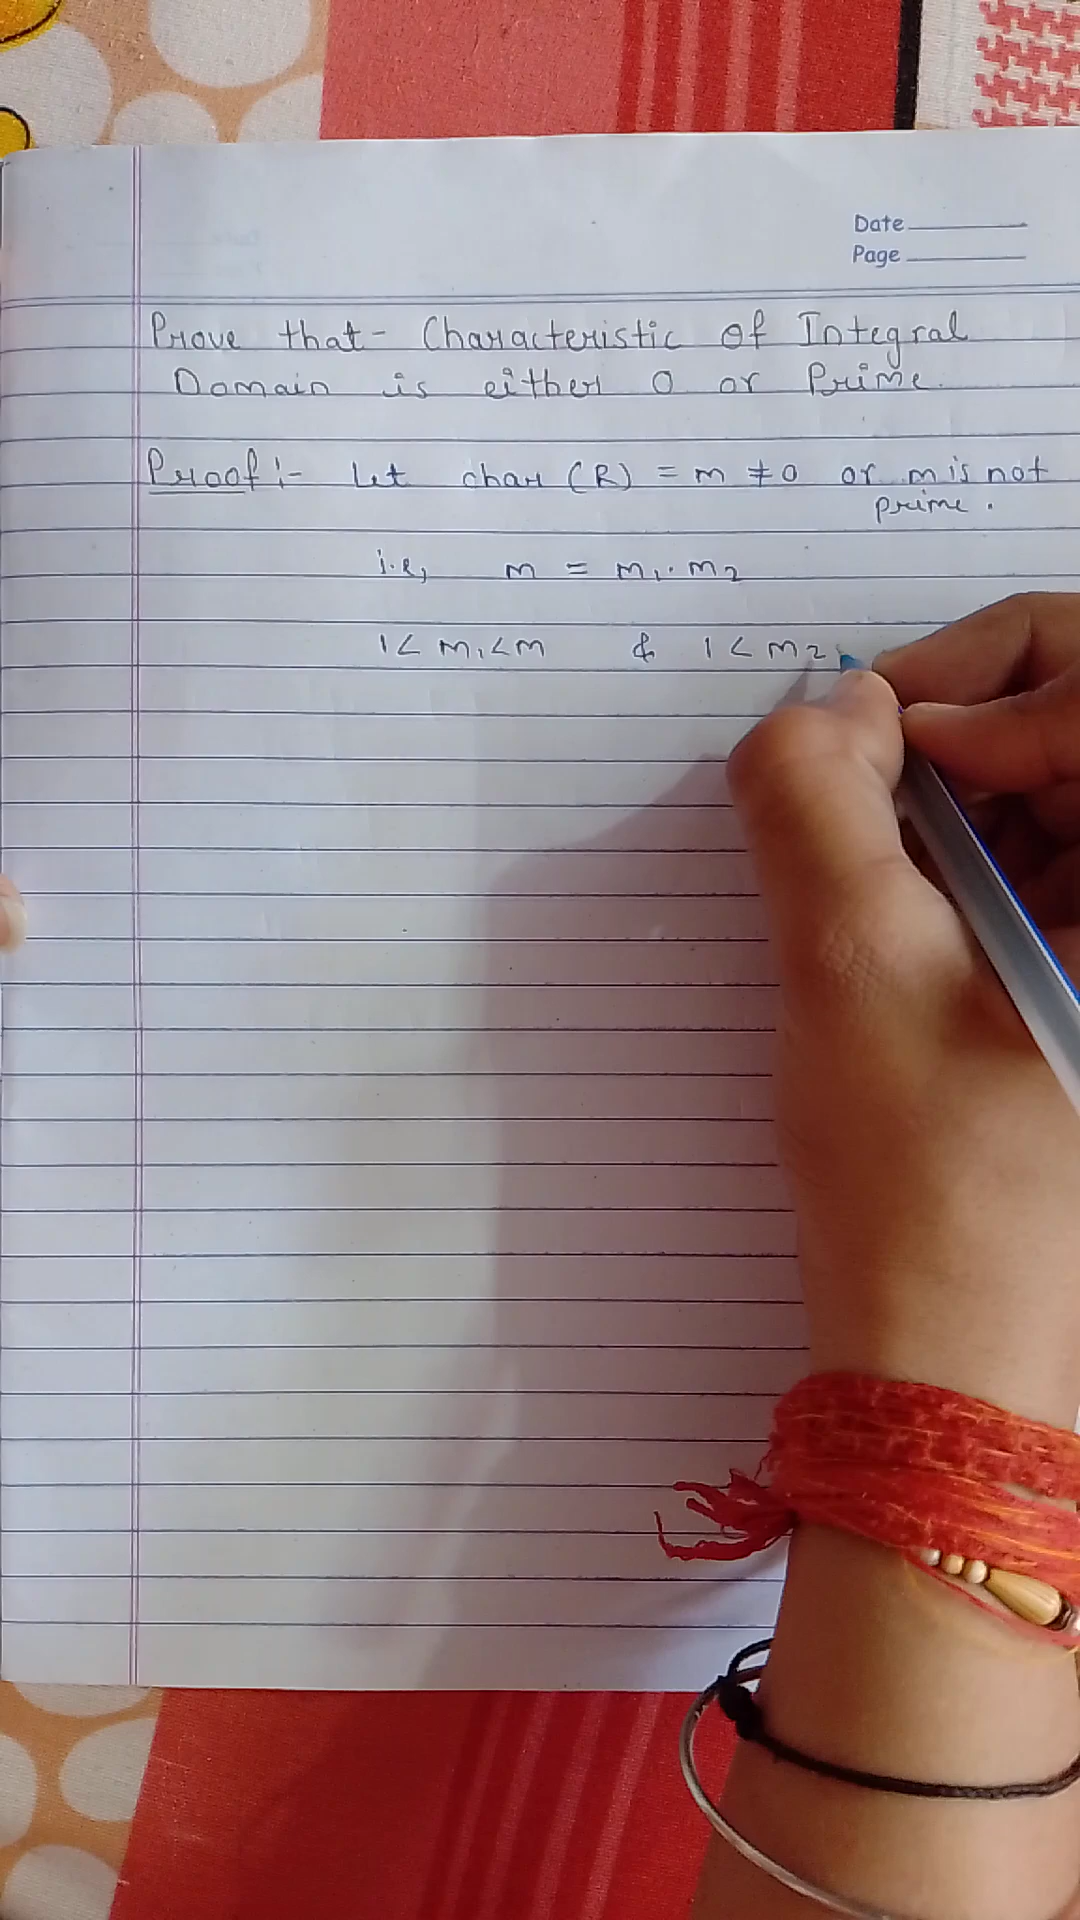 Date
Page
Prove that - Characteristic of Integral
Domain is either 0 or Prime.
Proof :- Let char (R) = m ≠ 0 or m is not
prime.
i.e, m = m₁. m₂
1 < m₁ < m & 1 < m₂